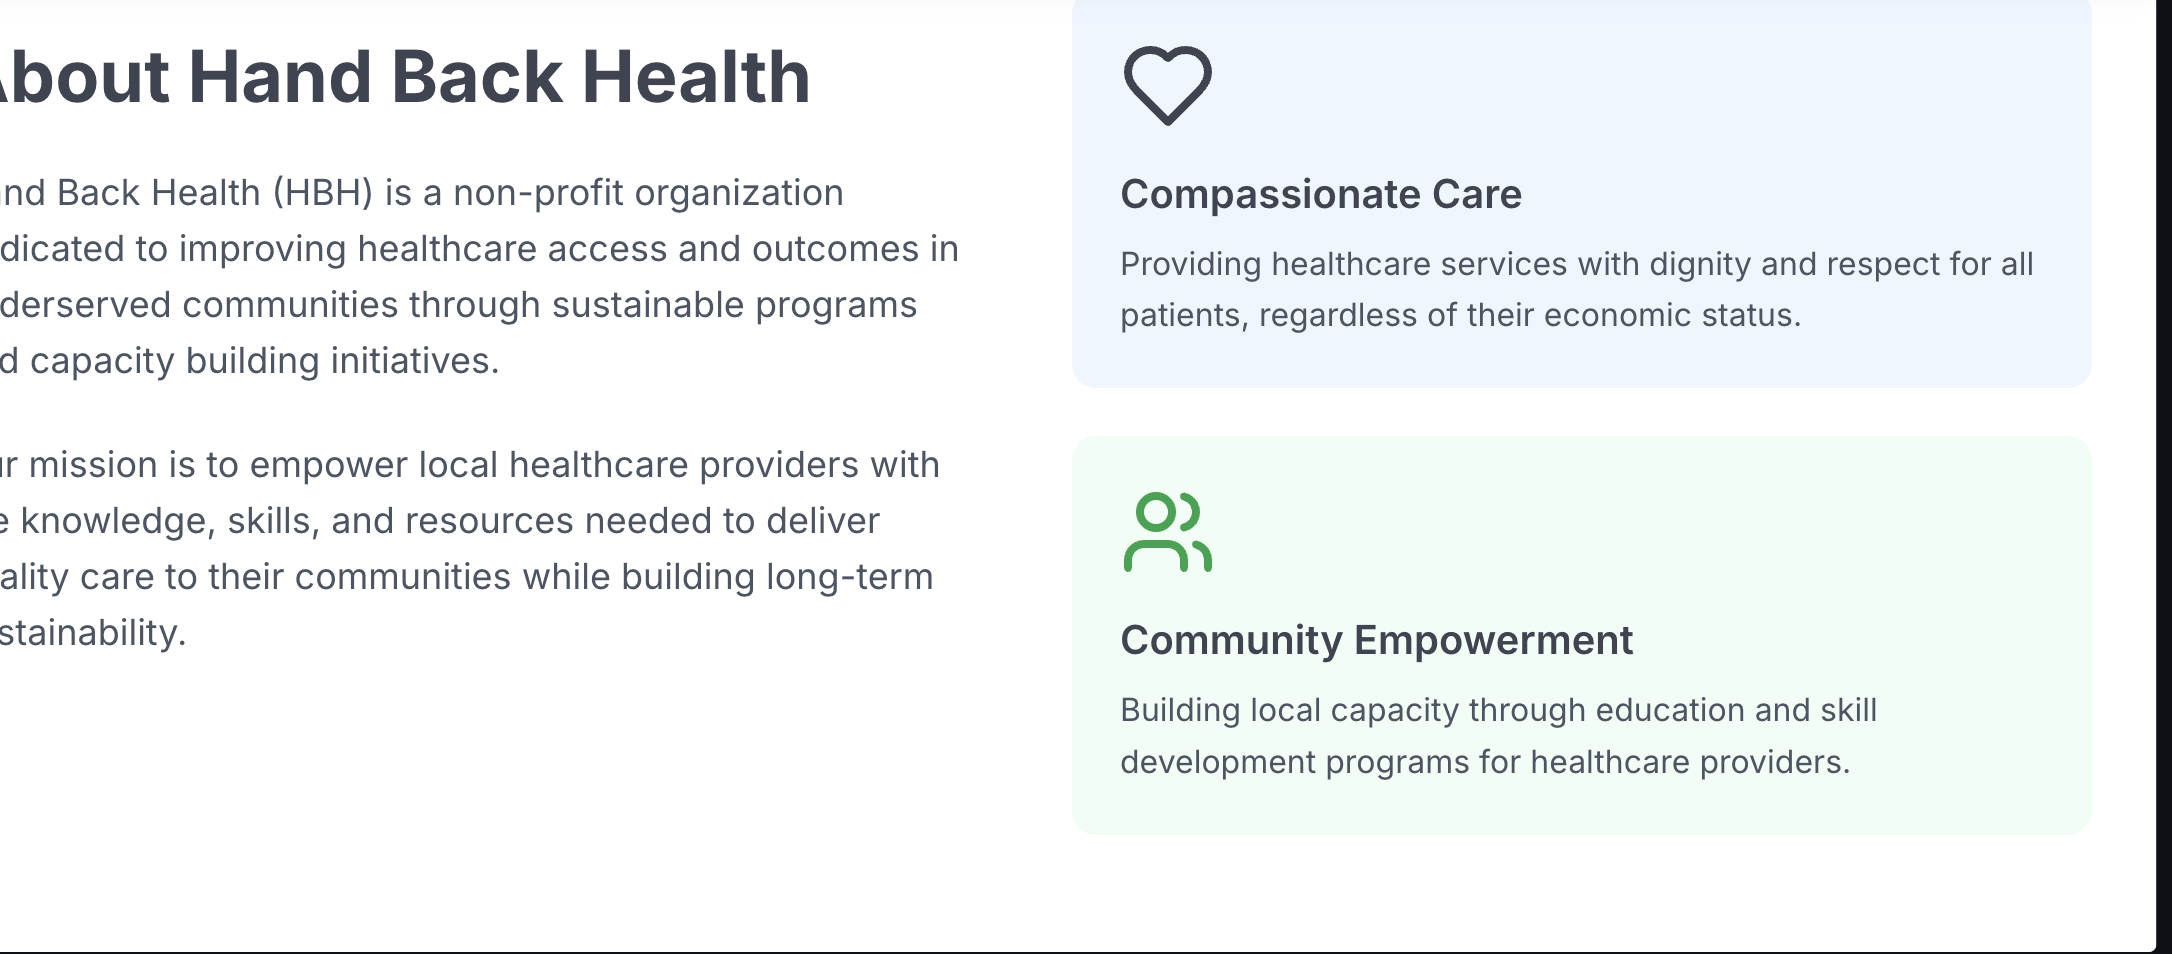 About Hand Back Health
and Back Health (HBH) is a non-profit organization
dicated to improving healthcare access and outcomes in
derserved communities through sustainable programs
d capacity building initiatives.
ur mission is to empower local healthcare providers with
e knowledge, skills, and resources needed to deliver
ality care to their communities while building long-term
stainability.
Compassionate Care
Providing healthcare services with dignity and respect for all
patients, regardless of their economic status.
Community Empowerment
Building local capacity through education and skill
development programs for healthcare providers.